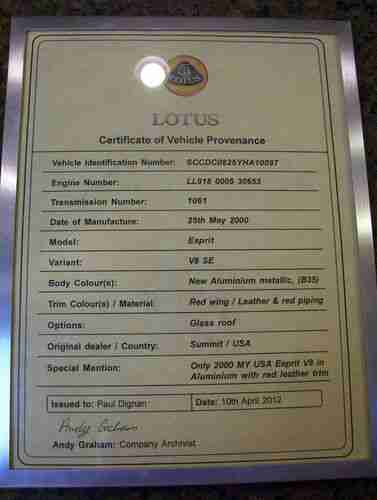 LOTUS
LOTUS
Certificate of Vehicle Provenance
Vehicle Identification Number: SCCDC0825YHA10097
Engine Number: LL918 0005 30653
Transmission Number: 1061
Date of Manufacture: 25th May 2000
Model: Esprit
Variant: V8 SE
Body Colour(s): New Aluminium metallic, (B35)
Trim Colour(s) / Material: Red wing / Leather & red piping
Options: Glass roof
Original dealer / Country: Summit / USA
Special Mention: Only 2000 MY USA Esprit V8 in
Aluminium with red leather trim
Issued to: Paul Dignan Date: 10th April 2012
Andy Graham
Andy Graham: Company Archivist